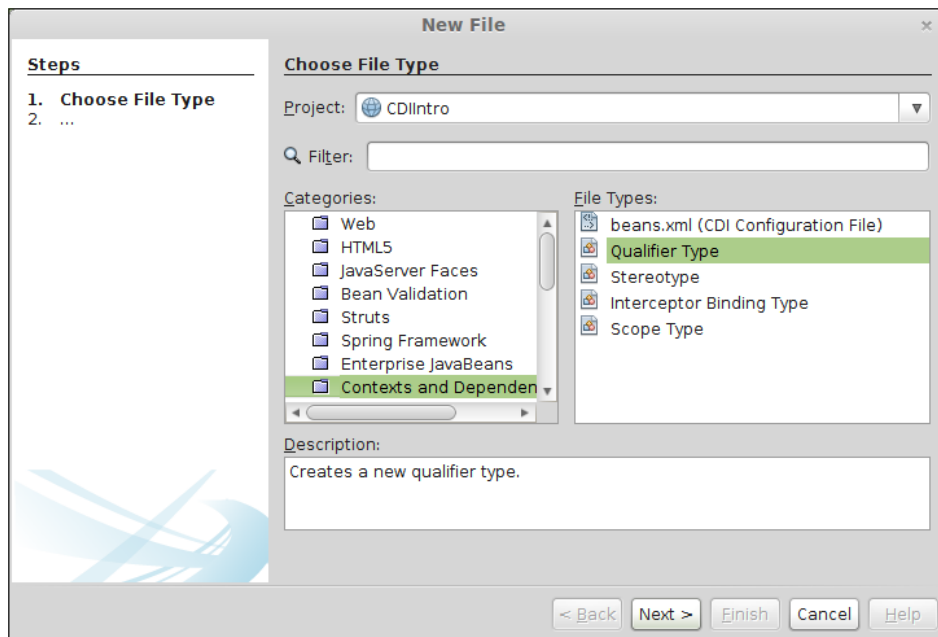 New File
Steps
1. Choose File Type
2. ...
Choose File Type
Project: CDIIntro
Filter:
Categories:
Web
HTML5
JavaServer Faces
Bean Validation
Struts
Spring Framework
Enterprise JavaBeans
Contexts and Dependen
File Types:
beans.xml (CDI Configuration File)
Qualifier Type
Stereotype
Interceptor Binding Type
Scope Type
Description:
Creates a new qualifier type.
< Back Next > Finish Cancel Help